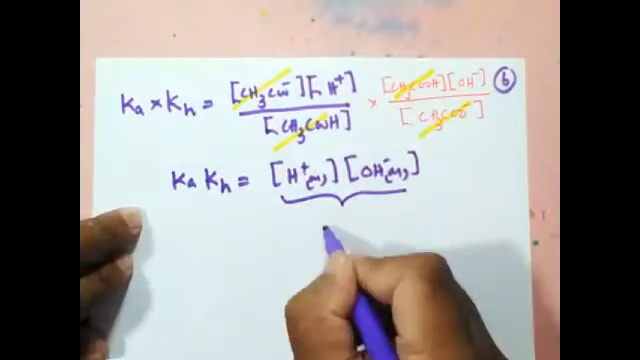 Ka × Kh = [CH3COO-][H+] / [CH3COOH] × [CH3COOH][OH-] / [CH3COO-] 6
Ka Kh = [H+(aq)] [OH-(aq)]